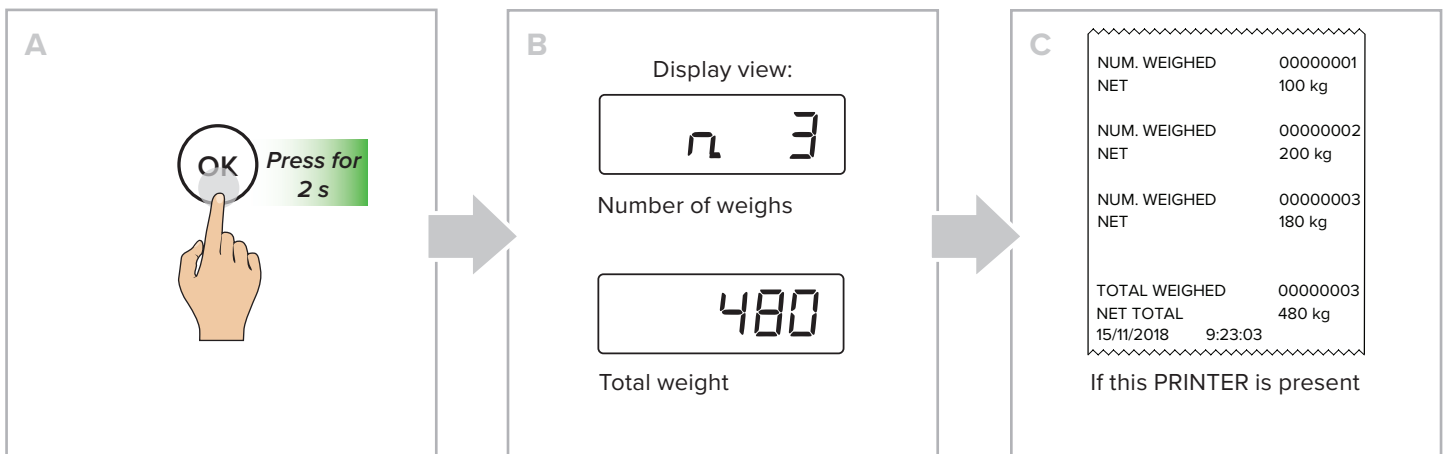 A
OK
Press for
2 s
B
Display view:
n. 3
Number of weighs
480
Total weight
C
NUM. WEIGHED 00000001
NET 100 kg
NUM. WEIGHED 00000002
NET 200 kg
NUM. WEIGHED 00000003
NET 180 kg
TOTAL WEIGHED 00000003
NET TOTAL 480 kg
15/11/2018 9:23:03
If this PRINTER is present